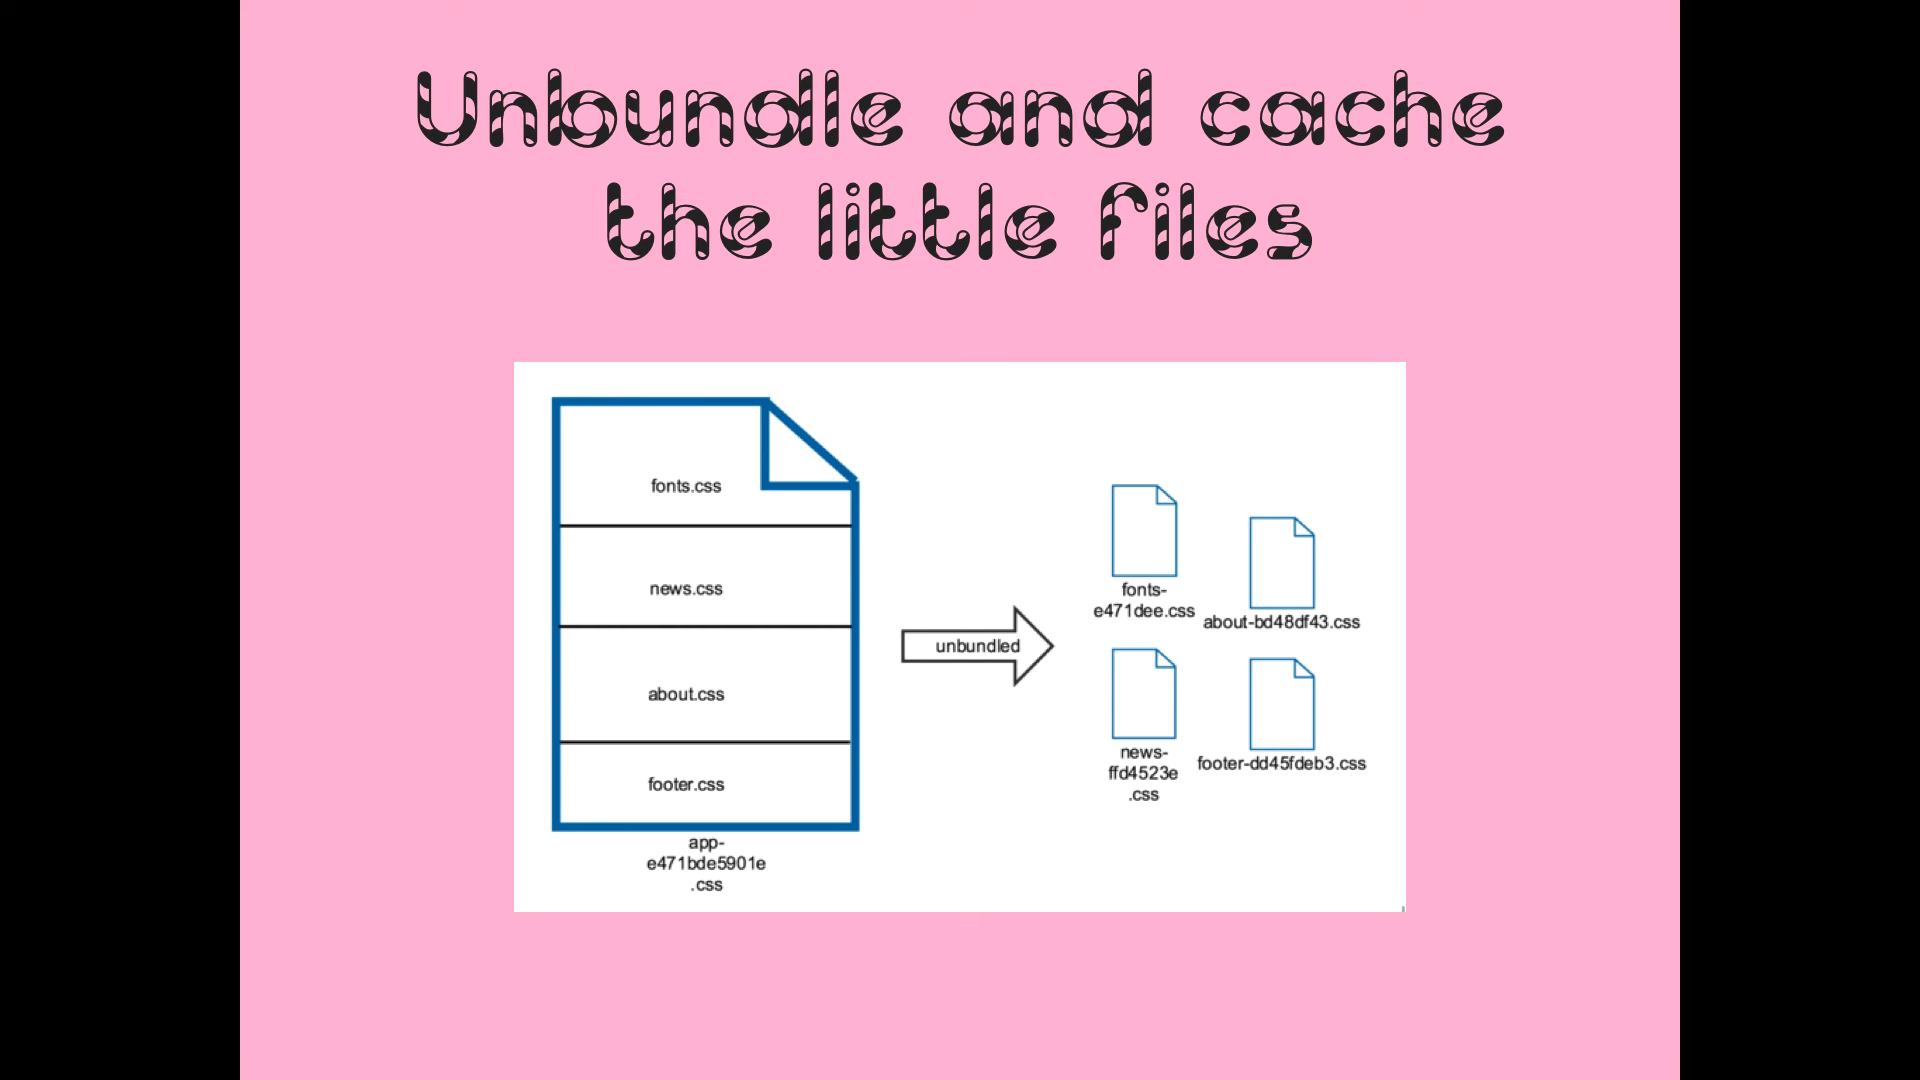 Unbundle and cache
the little files
fonts.css
news.css
about.css
footer.css
app-
e471bde5901e
.css
unbundled
fonts-
e471dee.css
about-bd48df43.css
news-
ffd4523e
.css
footer-dd45fdeb3.css